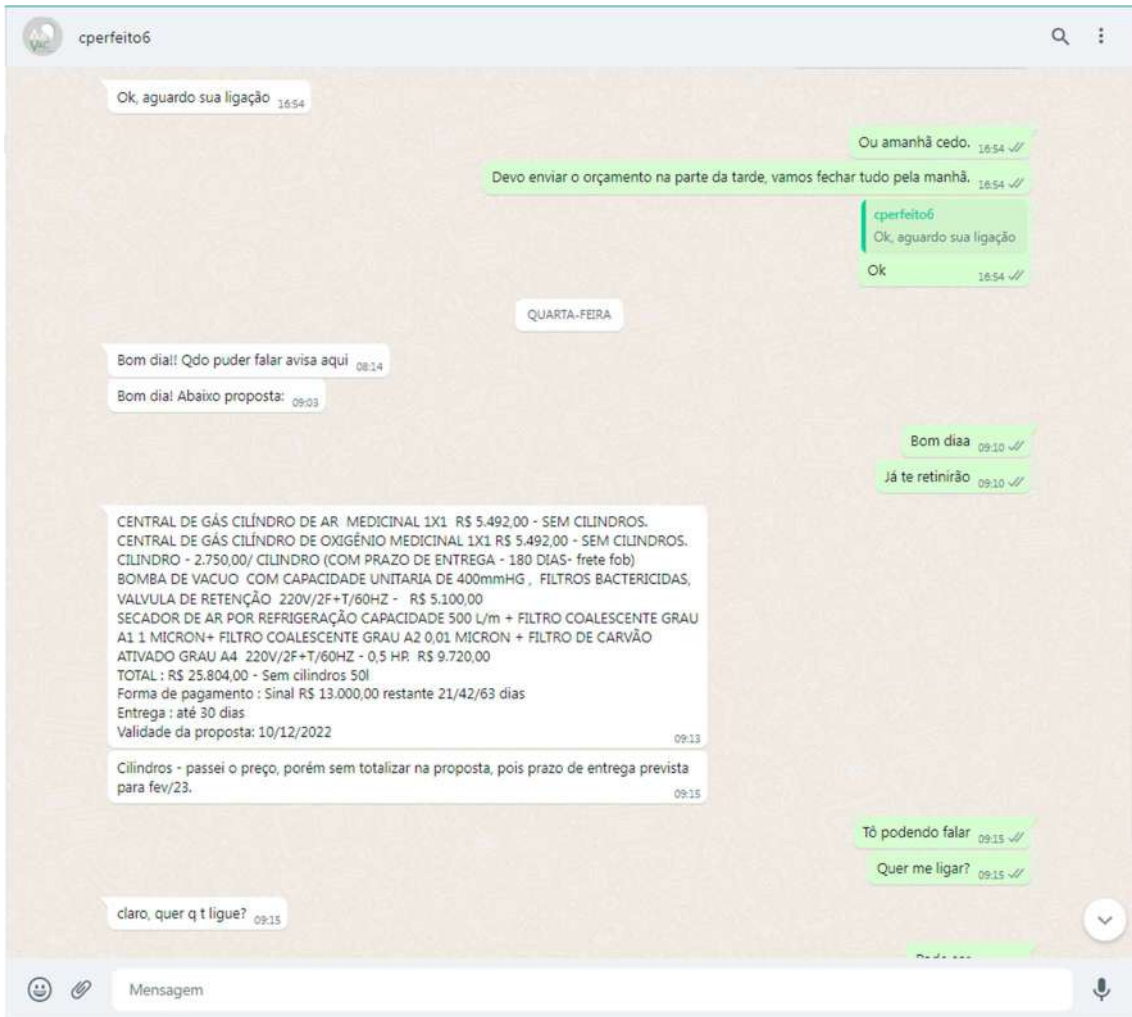 cperfeito6
Ok, aguardo sua ligação 16:54
Ou amanhã cedo. 16:54
Devo enviar o orçamento na parte da tarde, vamos fechar tudo pela manhã. 16:54
cperfeito6
Ok, aguardo sua ligação
Ok 16:54
QUARTA-FEIRA
Bom dia!! Qdo puder falar avisa aqui 08:14
Bom dia! Abaixo proposta: 09:03
Bom diaa 09:10
Já te retinirão 09:10
CENTRAL DE GÁS CILÍNDRO DE AR MEDICINAL 1X1 R$ 5.492,00 - SEM CILINDROS.
CENTRAL DE GÁS CILÍNDRO DE OXIGÊNIO MEDICINAL 1X1 R$ 5.492,00 - SEM CILINDROS.
CILINDRO - 2.750,00/ CILINDRO (COM PRAZO DE ENTREGA - 180 DIAS- frete fob)
BOMBA DE VACUO COM CAPACIDADE UNITARIA DE 400mmHG , FILTROS BACTERICIDAS,
VALVULA DE RETENÇÃO 220V/2F+T/60HZ - R$ 5.100,00
SECADOR DE AR POR REFRIGERAÇÃO CAPACIDADE 500 L/m + FILTRO COALESCENTE GRAU
A1 1 MICRON+ FILTRO COALESCENTE GRAU A2 0,01 MICRON + FILTRO DE CARVÃO
ATIVADO GRAU A4 220V/2F+T/60HZ - 0,5 HP. R$ 9.720,00
TOTAL : R$ 25.804,00 - Sem cilindros 50l
Forma de pagamento : Sinal R$ 13.000,00 restante 21/42/63 dias
Entrega : até 30 dias
Validade da proposta: 10/12/2022
09:13
Cilindros - passei o preço, porém sem totalizar na proposta, pois prazo de entrega prevista
para fev/23.
09:15
Tô podendo falar 09:15
Quer me ligar? 09:15
claro, quer q t ligue? 09:15
Mensagem